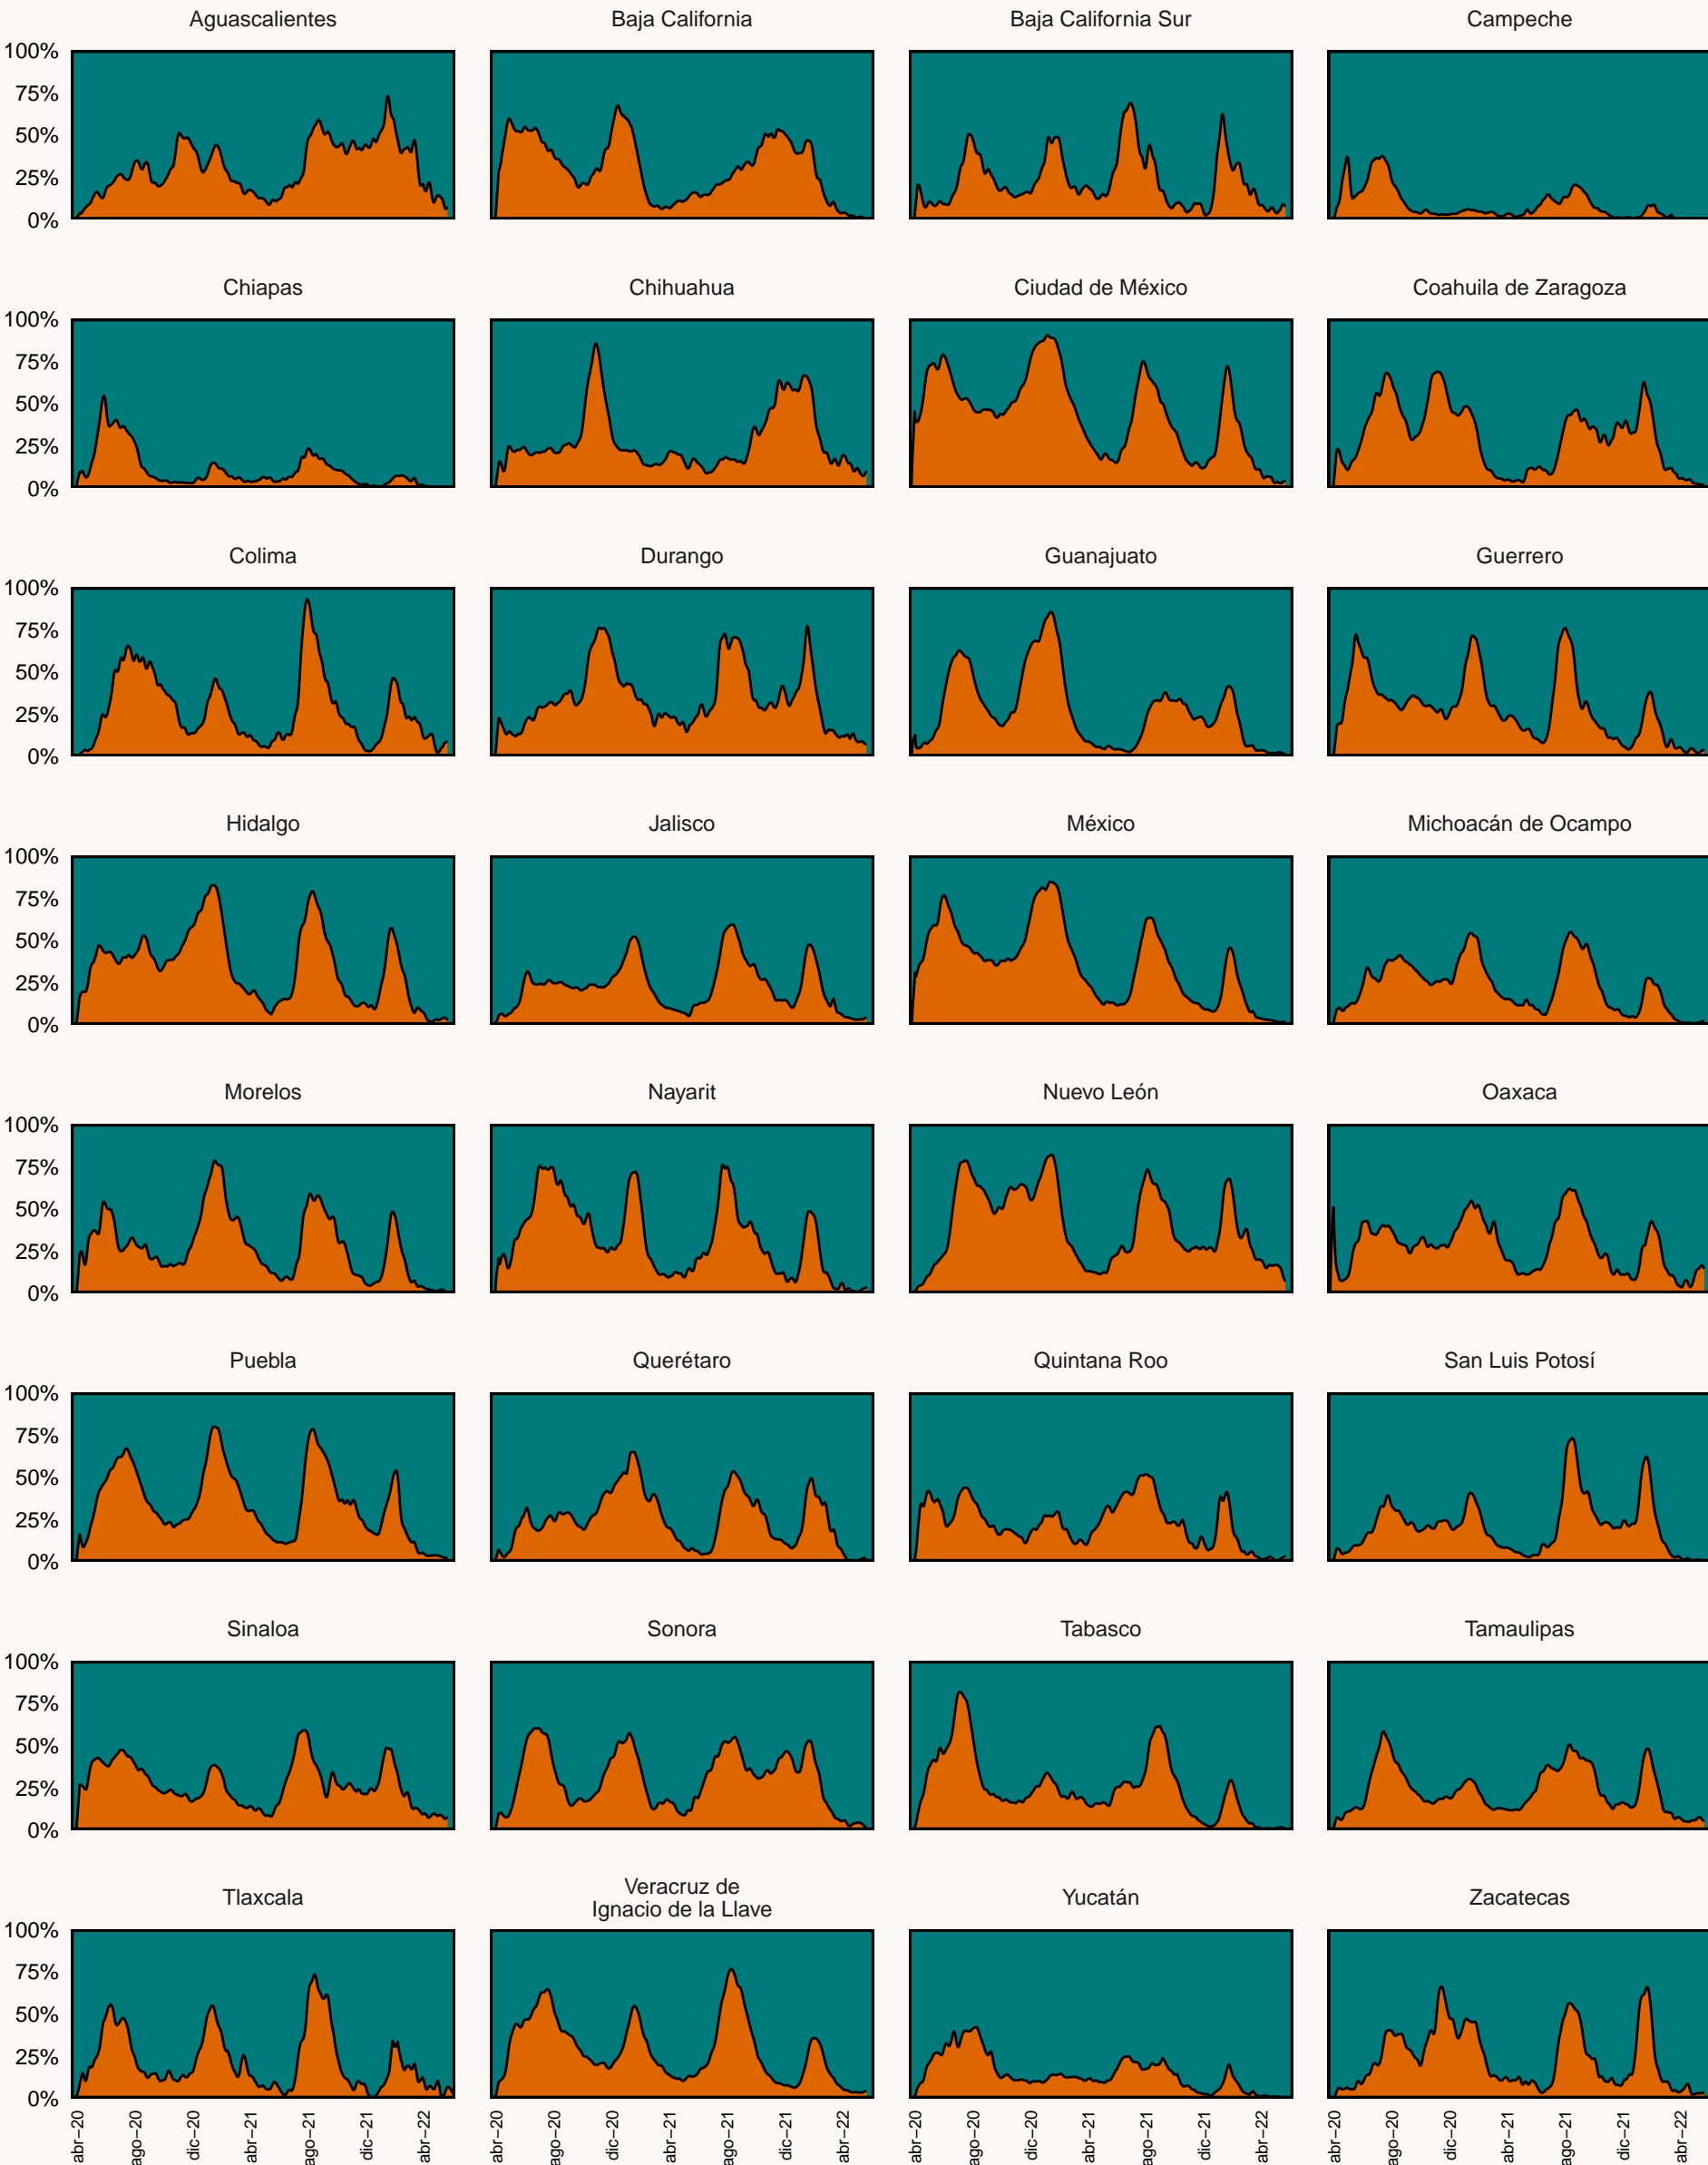 Aguascalientes
Baja California
Baja California Sur
Campeche
100%
75%
50%
25%
0%
Chiapas
Chihuahua
Ciudad de México
Coahuila de Zaragoza
100%
75%
50%
25%
0%
Colima
Durango
Guanajuato
Guerrero
100%
75%
50%
25%
0%
Hidalgo
Jalisco
México
Michoacán de Ocampo
100%
75%
50%
25%
0%
Morelos
Nayarit
Nuevo León
Oaxaca
100%
75%
50%
25%
0%
Puebla
Querétaro
Quintana Roo
San Luis Potosí
100%
75%
50%
25%
0%
Sinaloa
Sonora
Tabasco
Tamaulipas
100%
75%
50%
25%
0%
Tlaxcala
Veracruz de
Ignacio de la Llave
Yucatán
Zacatecas
100%
75%
50%
25%
0%
abr−20
ago−20
dic−20
abr−21
ago−21
dic−21
abr−22
abr−20
ago−20
dic−20
abr−21
ago−21
dic−21
abr−22
abr−20
ago−20
dic−20
abr−21
ago−21
dic−21
abr−22
abr−20
ago−20
dic−20
abr−21
ago−21
dic−21
abr−22